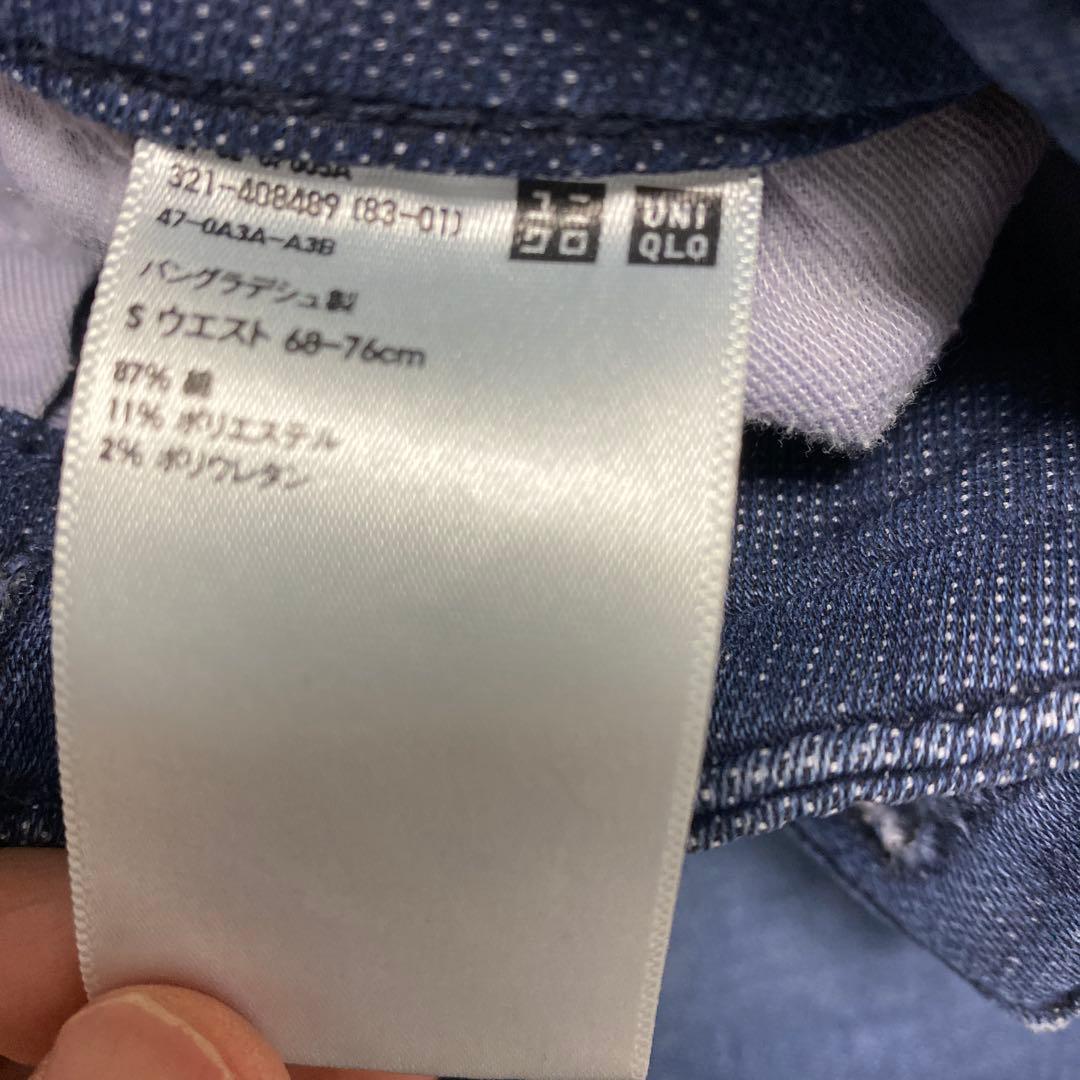 321-408489 (83-01)
47-0A3A-A3B
バングラデシュ製
S ウエスト 68-76cm
87% 綿
11% ポリエステル
2% ポリウレタン
ユニ
クロ
UNI
QLO